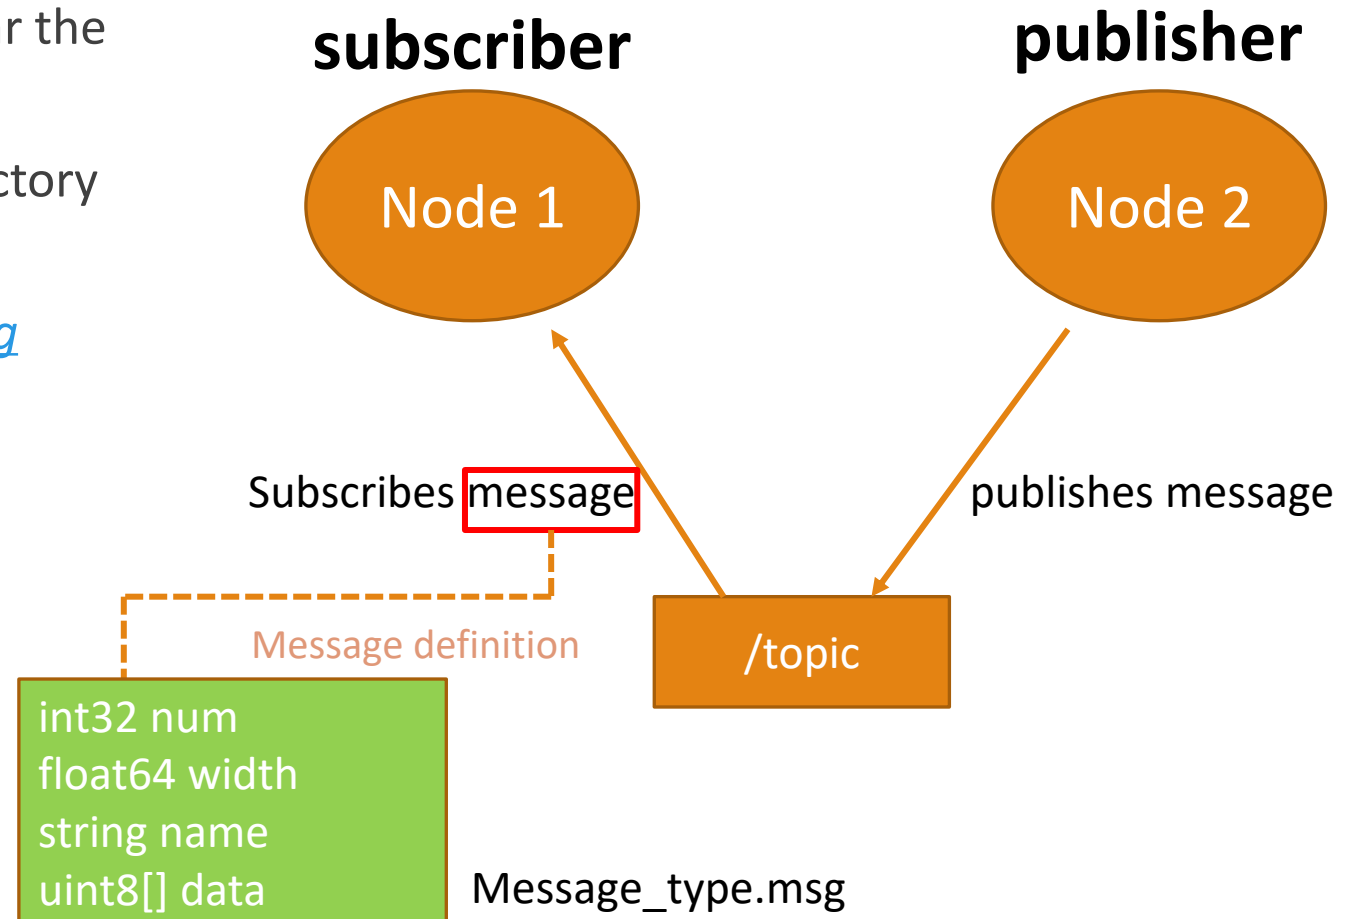 r the
ctory
g
subscriber
publisher
Node 1
Node 2
Subscribes message
publishes message
Message definition
/topic
int32 num
float64 width
string name
uint8[] data
Message_type.msg